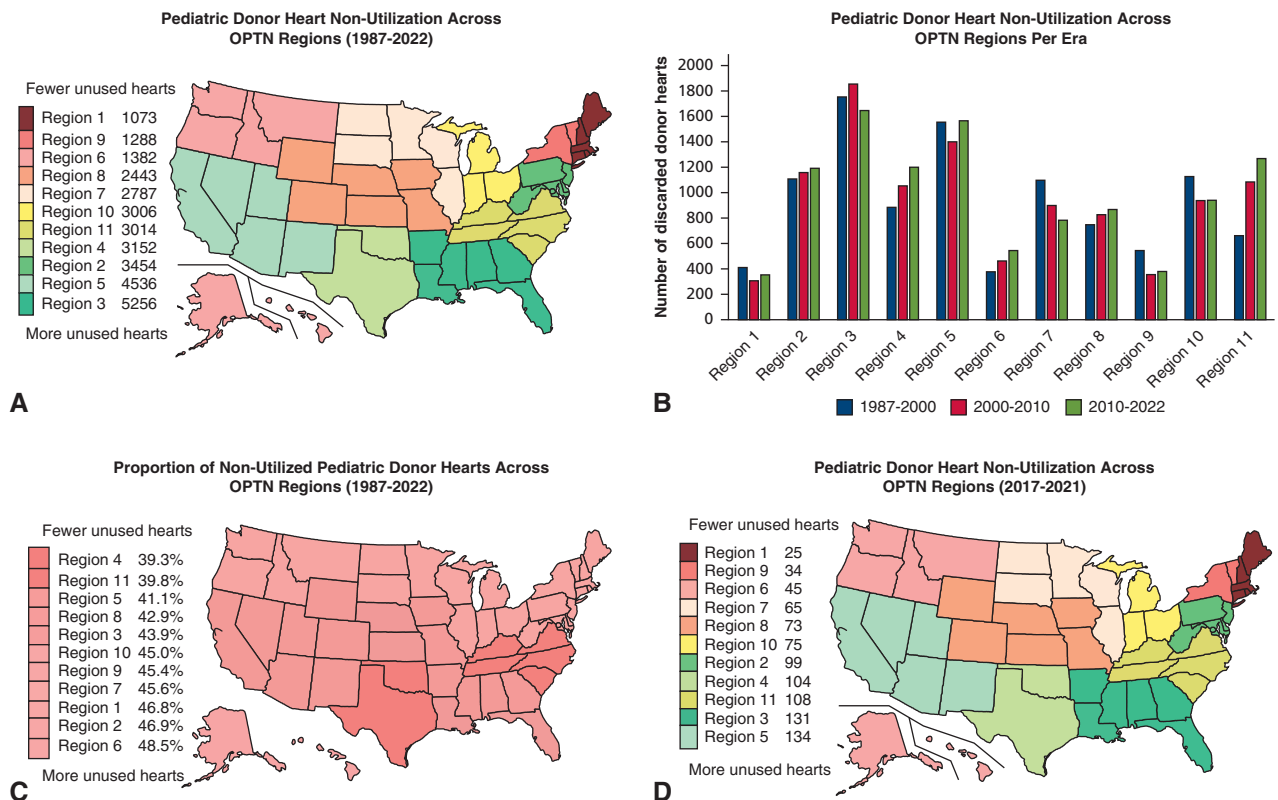 Pediatric Donor Heart Non-Utilization Across
OPTN Regions (1987-2022)
Fewer unused hearts
Region 1 1073
Region 9 1288
Region 6 1382
Region 8 2443
Region 7 2787
Region 10 3006
Region 11 3014
Region 4 3152
Region 2 3454
Region 5 4536
Region 3 5256
More unused hearts
A
Pediatric Donor Heart Non-Utilization Across
OPTN Regions Per Era
Number of discarded donor hearts
2000
1800
1600
1400
1200
1000
800
600
400
200
0
Region 1
Region 2
Region 3
Region 4
Region 5
Region 6
Region 7
Region 8
Region 9
Region 10
Region 11
1987-2000 2000-2010 2010-2022
B
Proportion of Non-Utilized Pediatric Donor Hearts Across
OPTN Regions (1987-2022)
Fewer unused hearts
Region 4 39.3%
Region 11 39.8%
Region 5 41.1%
Region 8 42.9%
Region 3 43.9%
Region 10 45.0%
Region 9 45.4%
Region 7 45.6%
Region 1 46.8%
Region 2 46.9%
Region 6 48.5%
More unused hearts
C
Pediatric Donor Heart Non-Utilization Across
OPTN Regions (2017-2021)
Fewer unused hearts
Region 1 25
Region 9 34
Region 6 45
Region 7 65
Region 8 73
Region 10 75
Region 2 99
Region 4 104
Region 11 108
Region 3 131
Region 5 134
More unused hearts
D